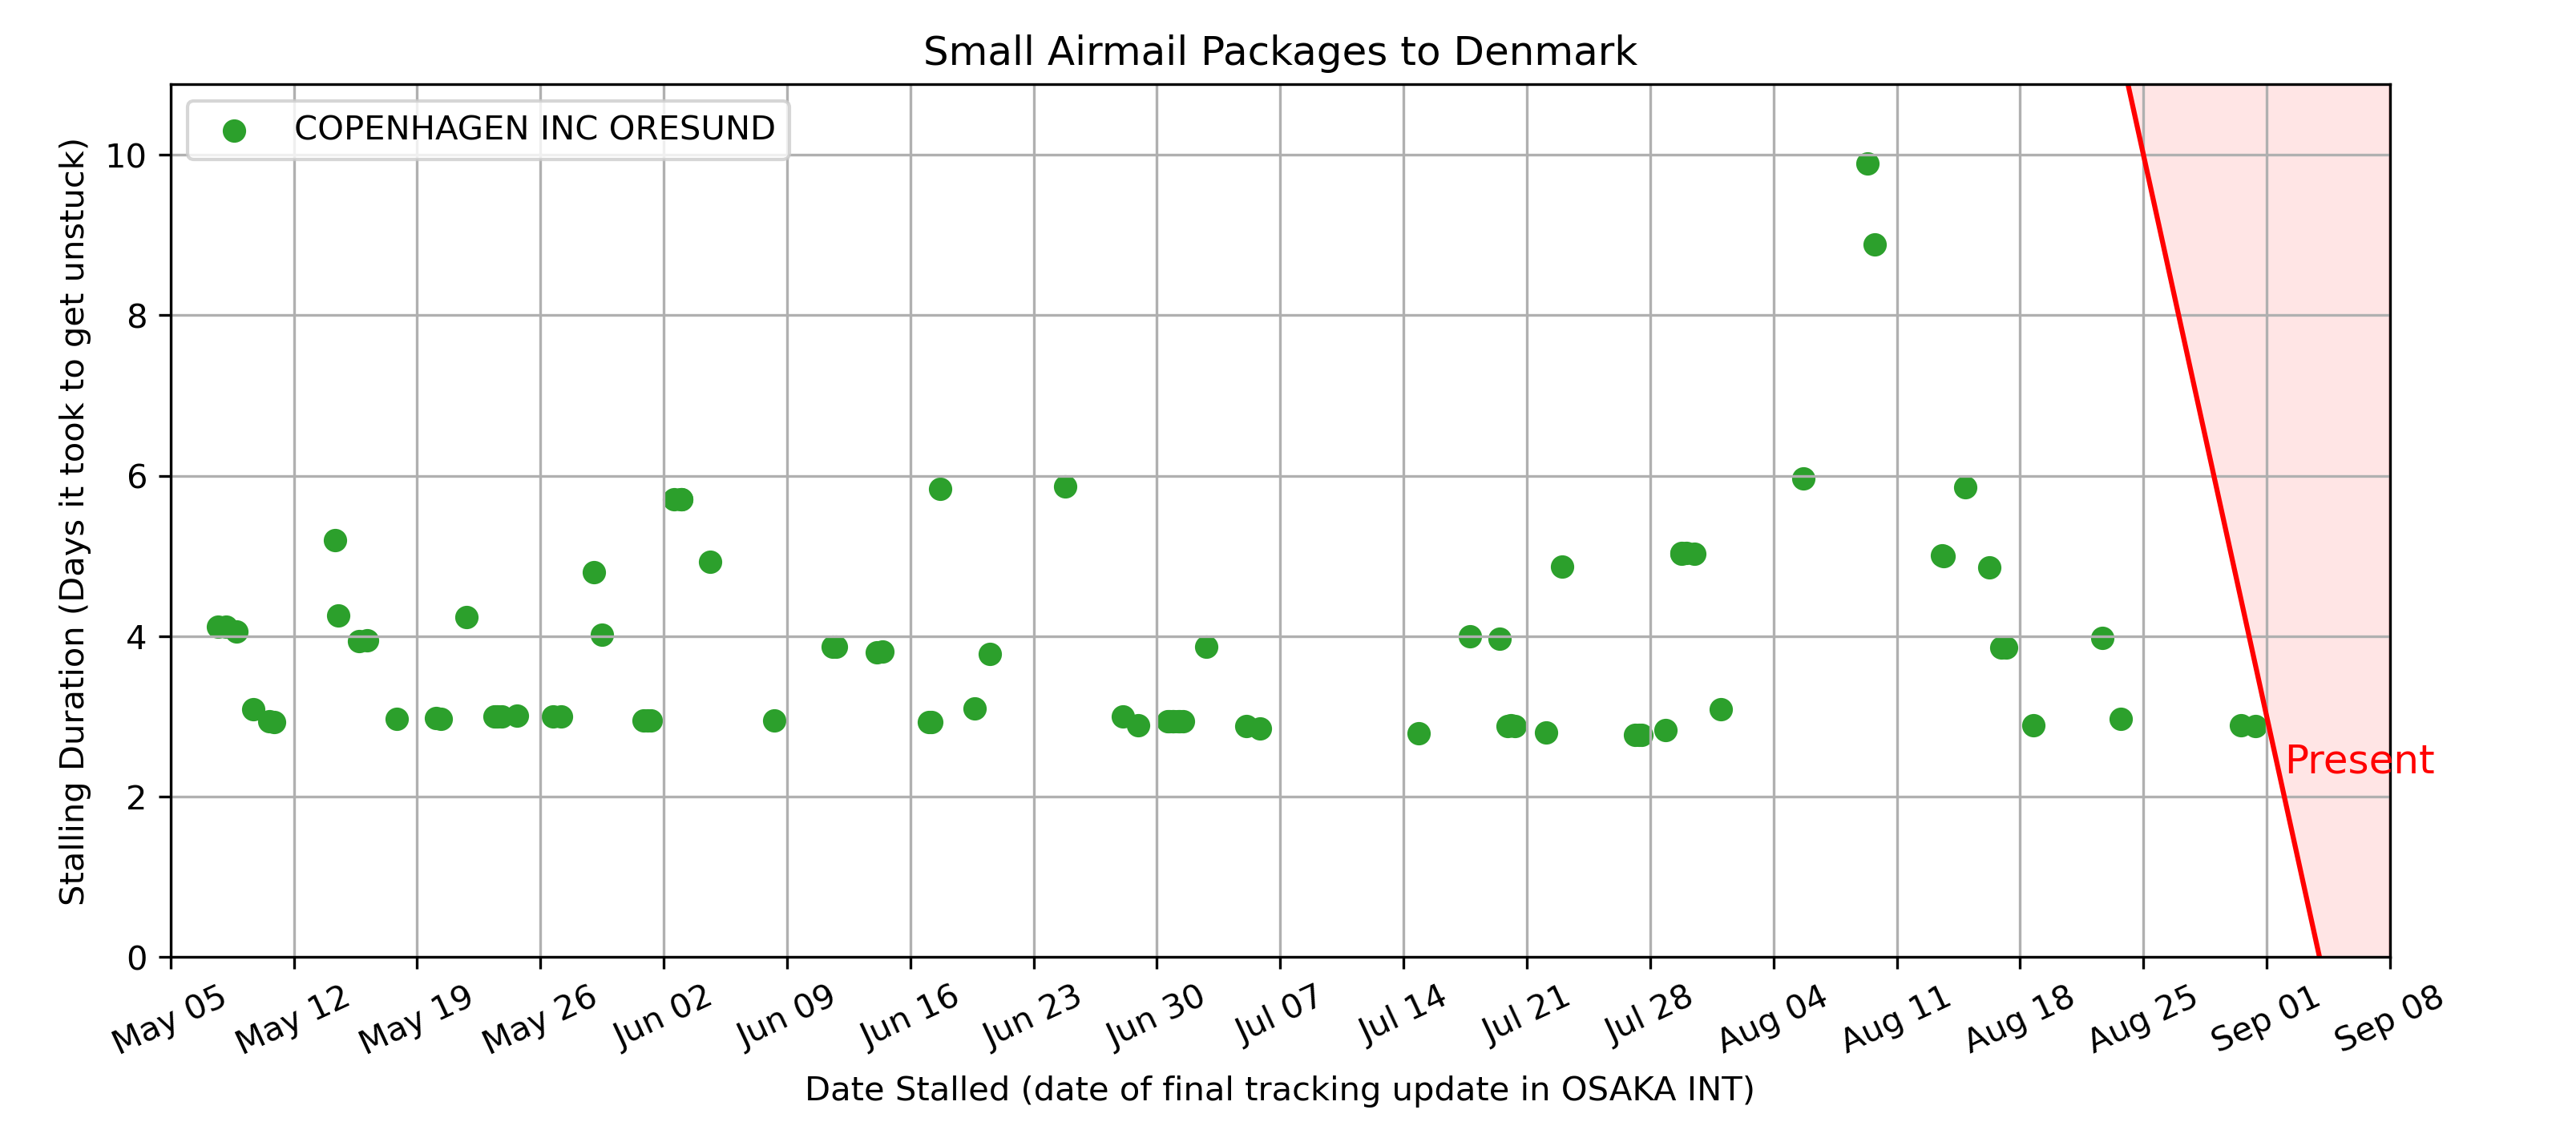 Small Airmail Packages to Denmark
COPENHAGEN INC ORESUND
Stalling Duration (Days it took to get unstuck)
10
8
6
4
2
0
Present
May 05
May 12
May 19
May 26
Jun 02
Jun 09
Jun 16
Jun 23
Jun 30
Jul 07
Jul 14
Jul 21
Jul 28
Aug 04
Aug 11
Aug 18
Aug 25
Sep 01
Sep 08
Date Stalled (date of final tracking update in OSAKA INT)